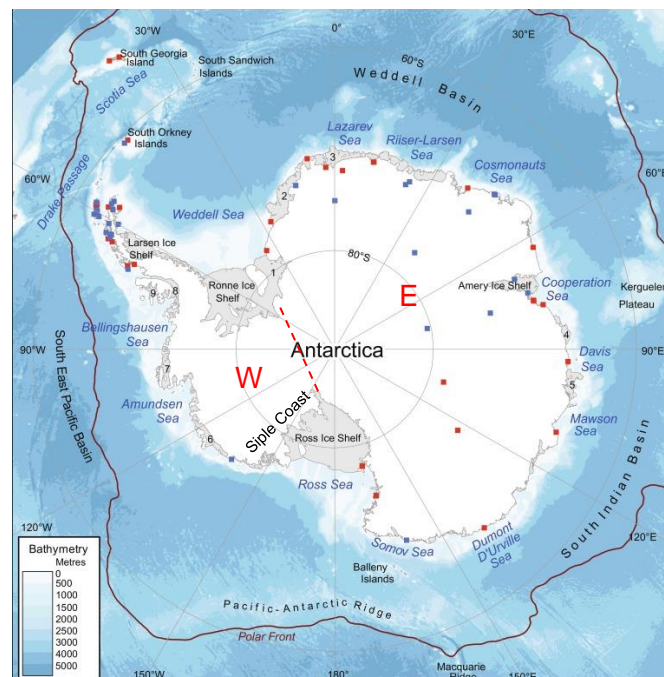 30°W
0°
30°E
South Georgia
Island
South Sandwich
Islands
60°S
Weddell Basin
Scotia Sea
South Orkney
Islands
Lazarev
Sea
Riiser-Larsen
Sea
Cosmonauts
Sea
60°W
60°E
Drake Passage
3
2
Weddell Sea
Larsen Ice
Shelf
80°S
1
Ronne Ice
Shelf
9
8
E
Amery Ice Shelf
Cooperation
Sea
Kerguelen
Plateau
Bellingshausen
Sea
4
90°W
Antarctica
90°E
South East Pacific Basin
W
7
Davis
Sea
5
Amundsen
Sea
Siple Coast
Mawson
Sea
6
Ross Ice Shelf
Ross Sea
South Indian Basin
120°W
120°E
Somov Sea
Dumont
D'Urville
Sea
Balleny
Islands
Bathymetry
Metres
0
500
1000
1500
2000
2500
3000
4000
5000
Pacific-Antarctic Ridge
Polar Front
Macquarie
Ridge
150°W
180°
150°E